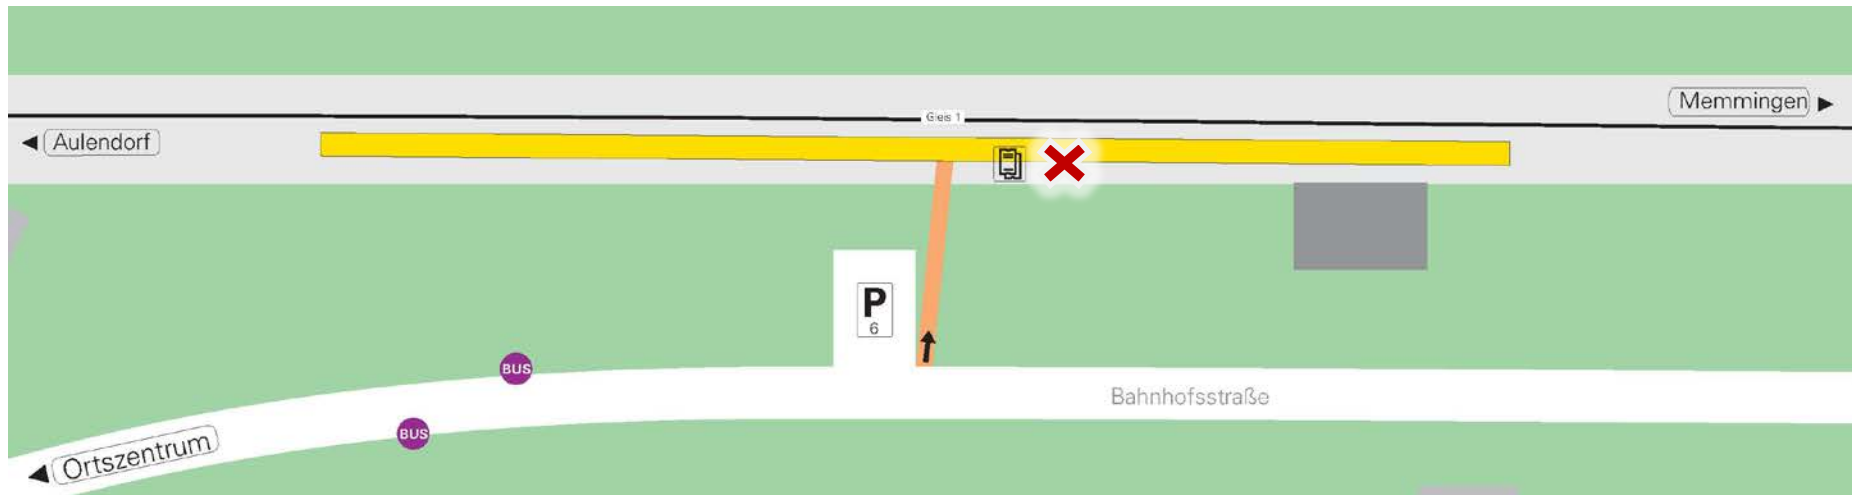 Memmingen
Gleis 1
Aulendorf
P
6
BUS
Bahnhofsstraße
BUS
Ortszentrum